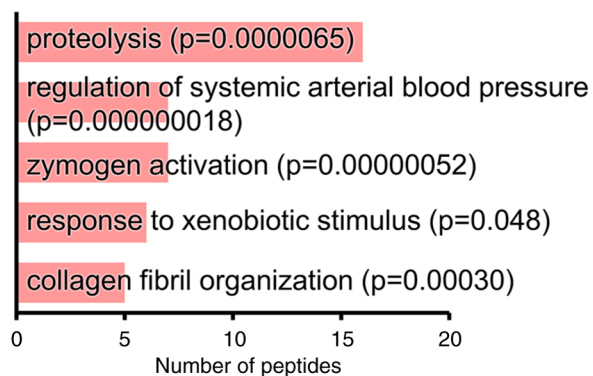 proteolysis (p=0.0000065)
regulation of systemic arterial blood pressure
(p=0.000000018)
zymogen activation (p=0.00000052)
response to xenobiotic stimulus (p=0.048)
collagen fibril organization (p=0.00030)
0 5 10 15 20
Number of peptides